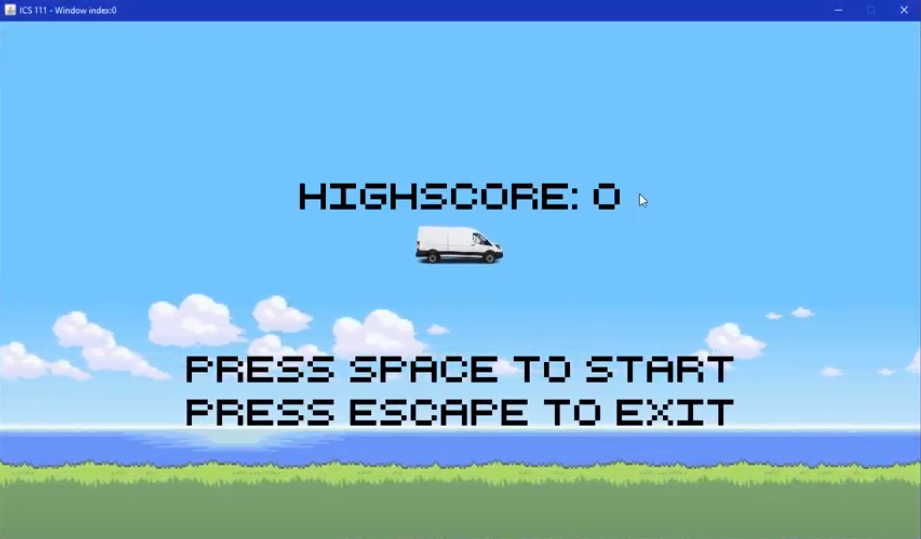 ICS 111 - Window index:0
HIGHSCORE: 0
PRESS SPACE TO START
PRESS ESCAPE TO EXIT